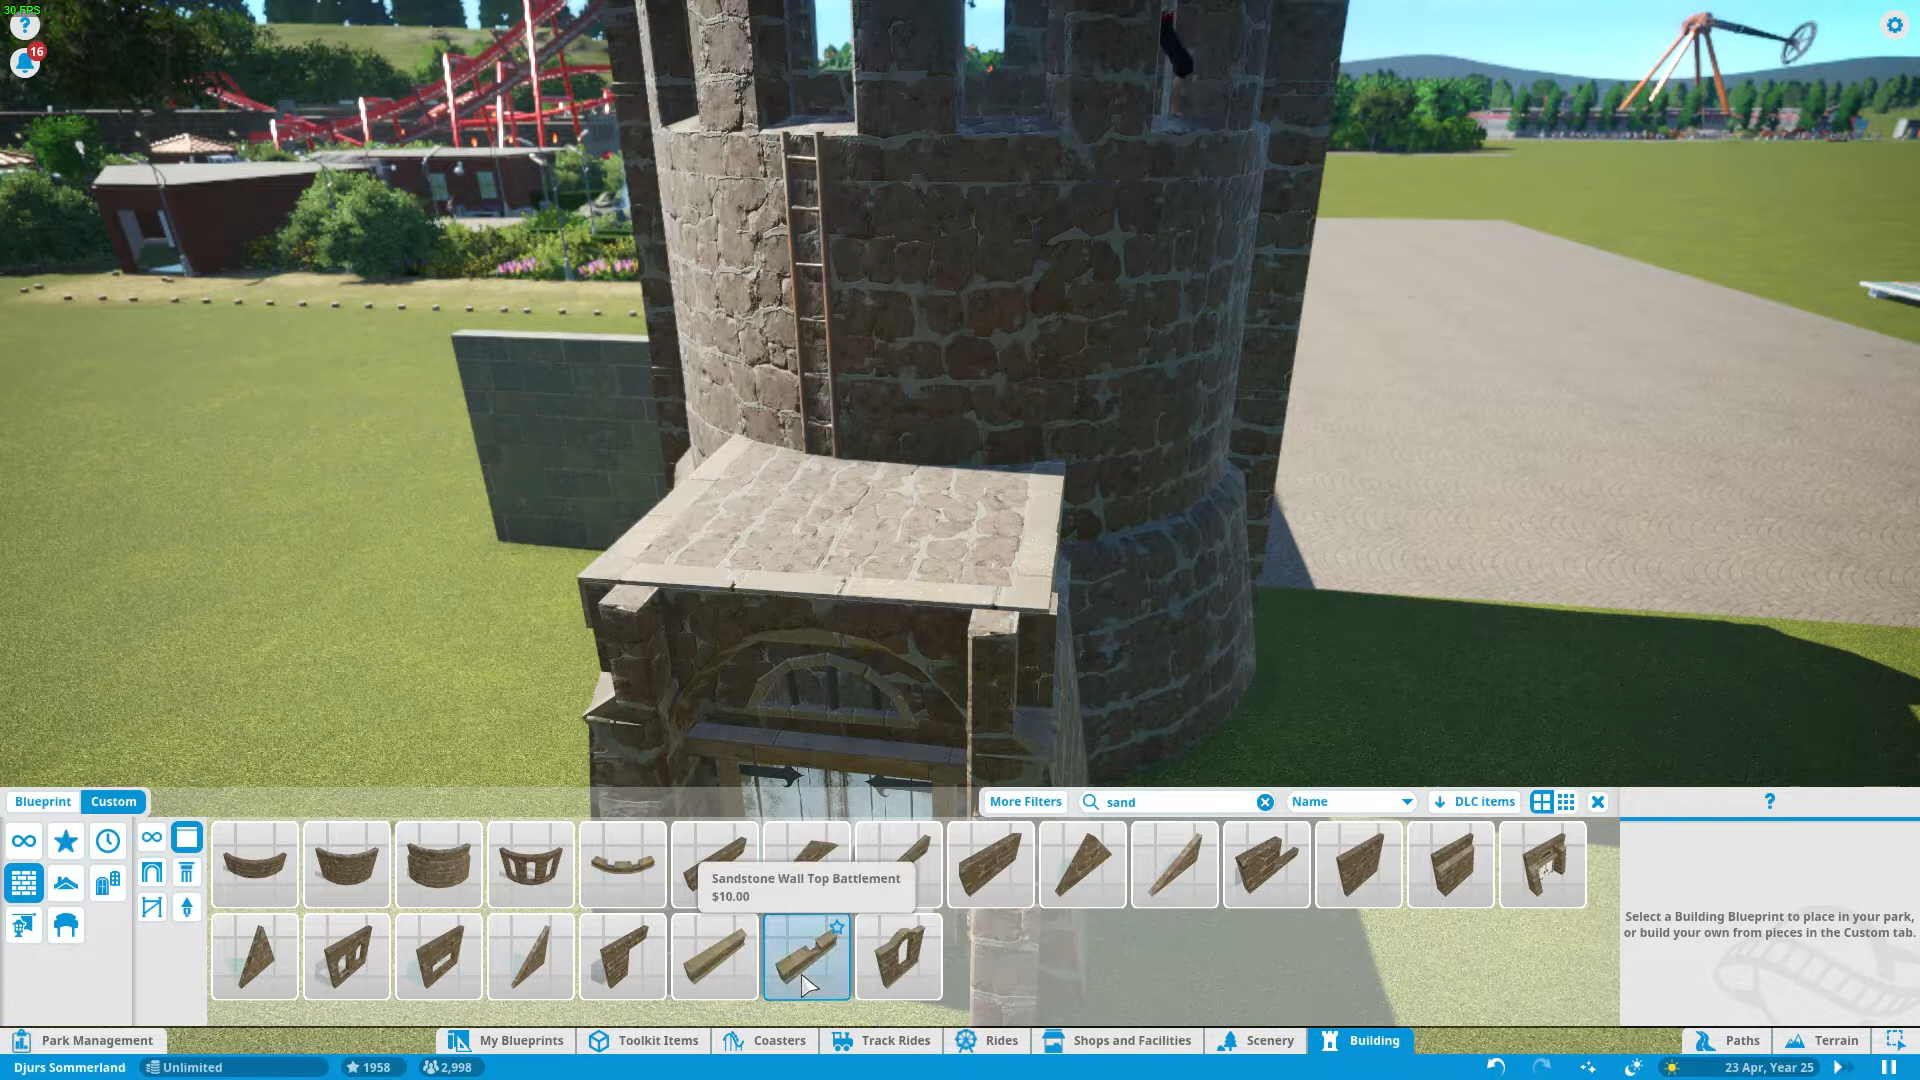 30.5FPS
?
16
Blueprint
Custom
More Filters
sand
Name
DLC items
?
Sandstone Wall Top Battlement
$10.00
Select a Building Blueprint to place in your park,
or build your own from pieces in the Custom tab.
Park Management
My Blueprints
Toolkit Items
Coasters
Track Rides
Rides
Shops and Facilities
Scenery
Building
Paths
Terrain
Djurs Sommerland
Unlimited
1958
2,998
23 Apr, Year 25